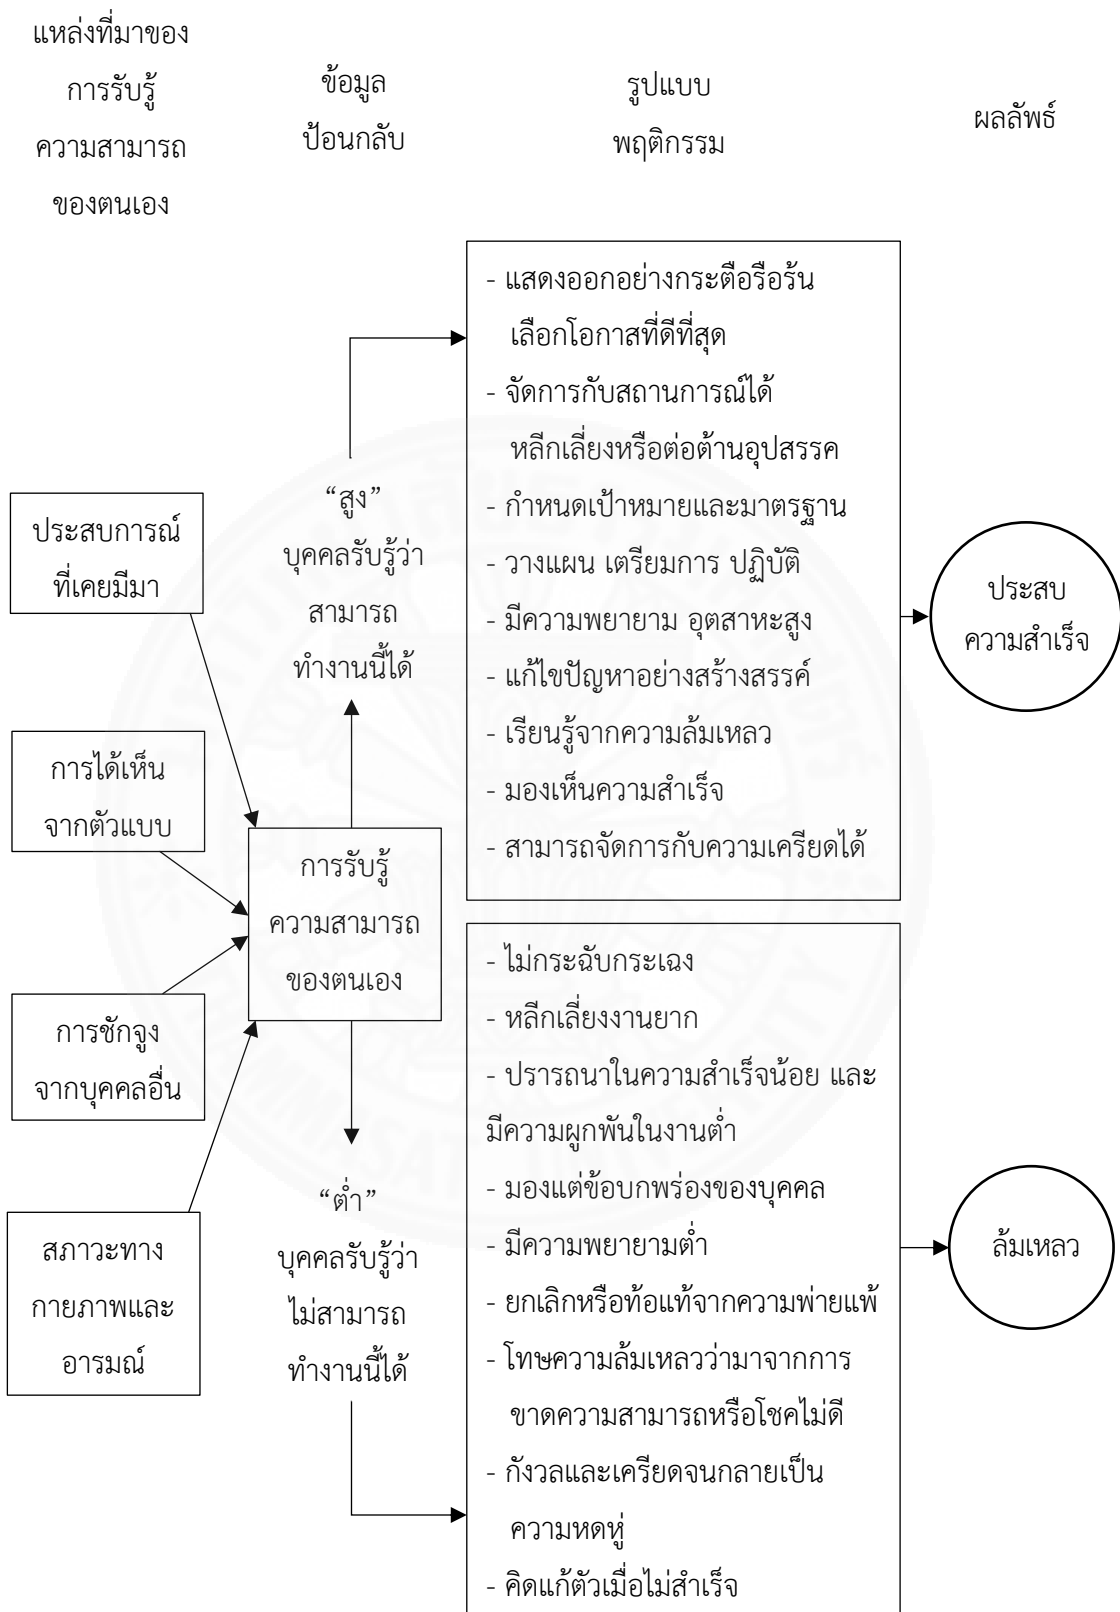 แหล่งที่มาของ
การรับรู้
ความสามารถ
ของตนเอง
ข้อมูล
ป้อนกลับ
รูปแบบ
พฤติกรรม
ผลลัพธ์
ประสบการณ์
ที่เคยมีมา
การได้เห็น
จากตัวแบบ
การชักจูง
จากบุคคลอื่น
สภาวะทาง
กายภาพและ
อารมณ์
การรับรู้
ความสามารถ
ของตนเอง
“สูง”
บุคคลรับรู้ว่า
สามารถ
ทำงานนี้ได้
“ต่ำ”
บุคคลรับรู้ว่า
ไม่สามารถ
ทำงานนี้ได้
- แสดงออกอย่างกระตือรือร้น
เลือกโอกาสที่ดีที่สุด
- จัดการกับสถานการณ์ได้
หลีกเลี่ยงหรือต่อต้านอุปสรรค
- กำหนดเป้าหมายและมาตรฐาน
- วางแผน เตรียมการ ปฏิบัติ
- มีความพยายาม อุตสาหะสูง
- แก้ไขปัญหาอย่างสร้างสรรค์
- เรียนรู้จากความล้มเหลว
- มองเห็นความสำเร็จ
- สามารถจัดการกับความเครียดได้
ประสบ
ความสำเร็จ
- ไม่กระฉับกระเฉง
- หลีกเลี่ยงงานยาก
- ปรารถนาในความสำเร็จน้อย และ
มีความผูกพันในงานต่ำ
- มองแต่ข้อบกพร่องของบุคคล
- มีความพยายามต่ำ
- ยกเลิกหรือท้อแท้จากความพ่ายแพ้
- โทษความล้มเหลวว่ามาจากการ
ขาดความสามารถหรือโชคไม่ดี
- กังวลและเครียดจนกลายเป็น
ความหดหู่
- คิดแก้ตัวเมื่อไม่สำเร็จ
ล้มเหลว